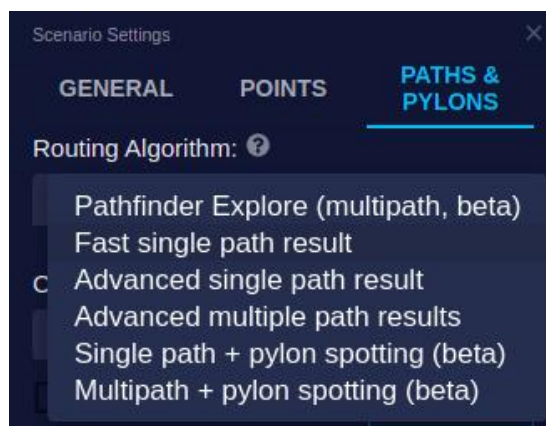 Scenario Settings
GENERAL POINTS PATHS & PYLONS
Routing Algorithm:
Pathfinder Explore (multipath, beta)
Fast single path result
Advanced single path result
Advanced multiple path results
Single path + pylon spotting (beta)
Multipath + pylon spotting (beta)